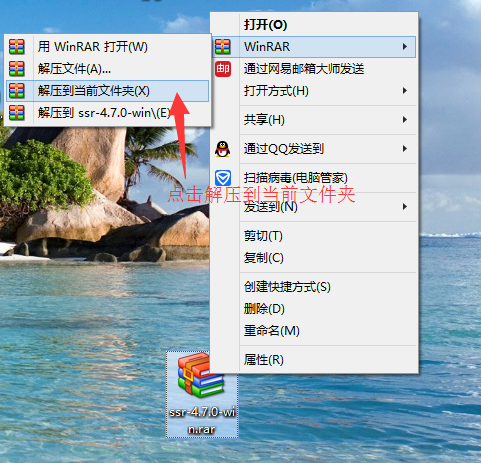 打开(O)
用 WinRAR 打开(W)
WinRAR
解压文件(A)...
通过网易邮箱大师发送
解压到当前文件夹(X)
打开方式(H)
解压到 ssr-4.7.0-win\(E)
共享(H)
通过QQ发送到
扫描病毒(电脑管家)
点击解压到当前文件夹
发送到(N)
剪切(T)
复制(C)
创建快捷方式(S)
删除(D)
重命名(M)
属性(R)
邮
ssr-4.7.0-wi
n.rar